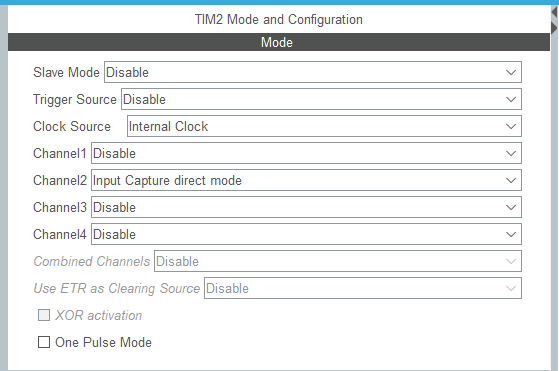 TIM2 Mode and Configuration
Mode
Slave Mode Disable
Trigger Source Disable
Clock Source Internal Clock
Channel1 Disable
Channel2 Input Capture direct mode
Channel3 Disable
Channel4 Disable
Combined Channels Disable
Use ETR as Clearing Source Disable
XOR activation
One Pulse Mode